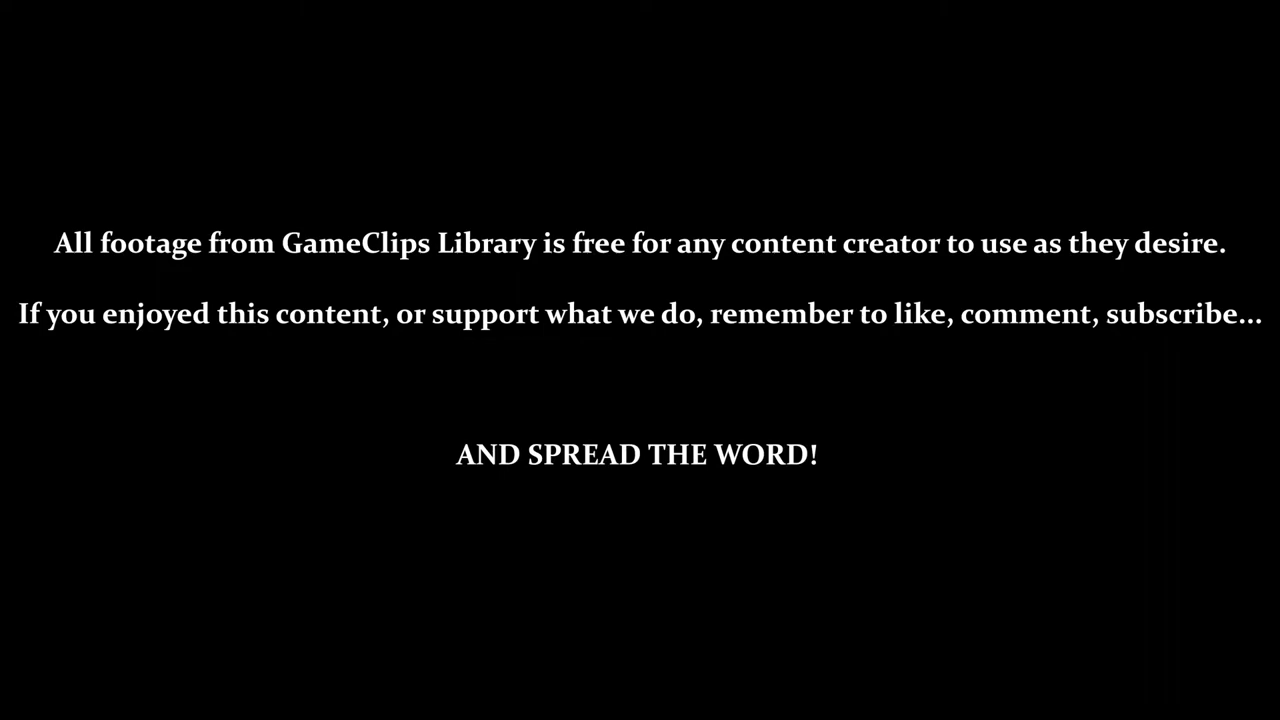 All footage from GameClips Library is free for any content creator to use as they desire.
If you enjoyed this content, or support what we do, remember to like, comment, subscribe...
AND SPREAD THE WORD!